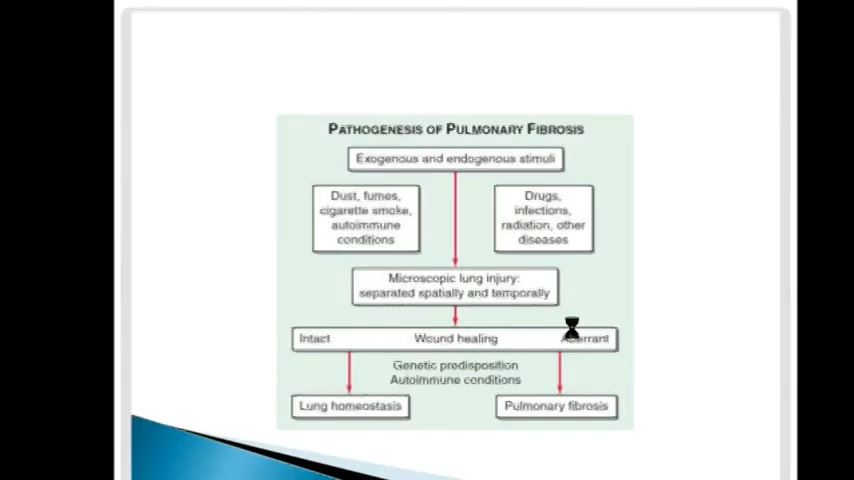 PATHOGENESIS OF PULMONARY FIBROSIS
Exogenous and endogenous stimuli
Dust, fumes,
cigarette smoke,
autoimmune
conditions
Drugs,
infections,
radiation, other
diseases
Microscopic lung injury:
separated spatially and temporally
Intact Wound healing Aberrant
Genetic predisposition
Autoimmune conditions
Lung homeostasis
Pulmonary fibrosis